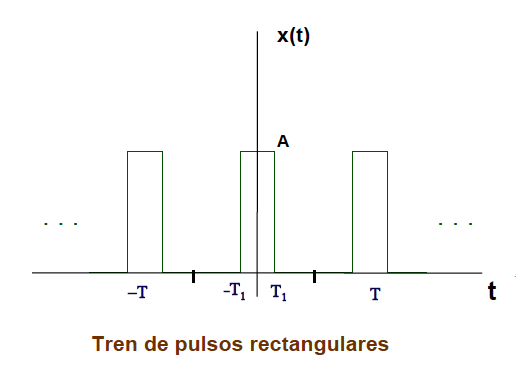 x(t)
A
. . .
. . .
–T
-T₁
T₁
T
t
Tren de pulsos rectangulares